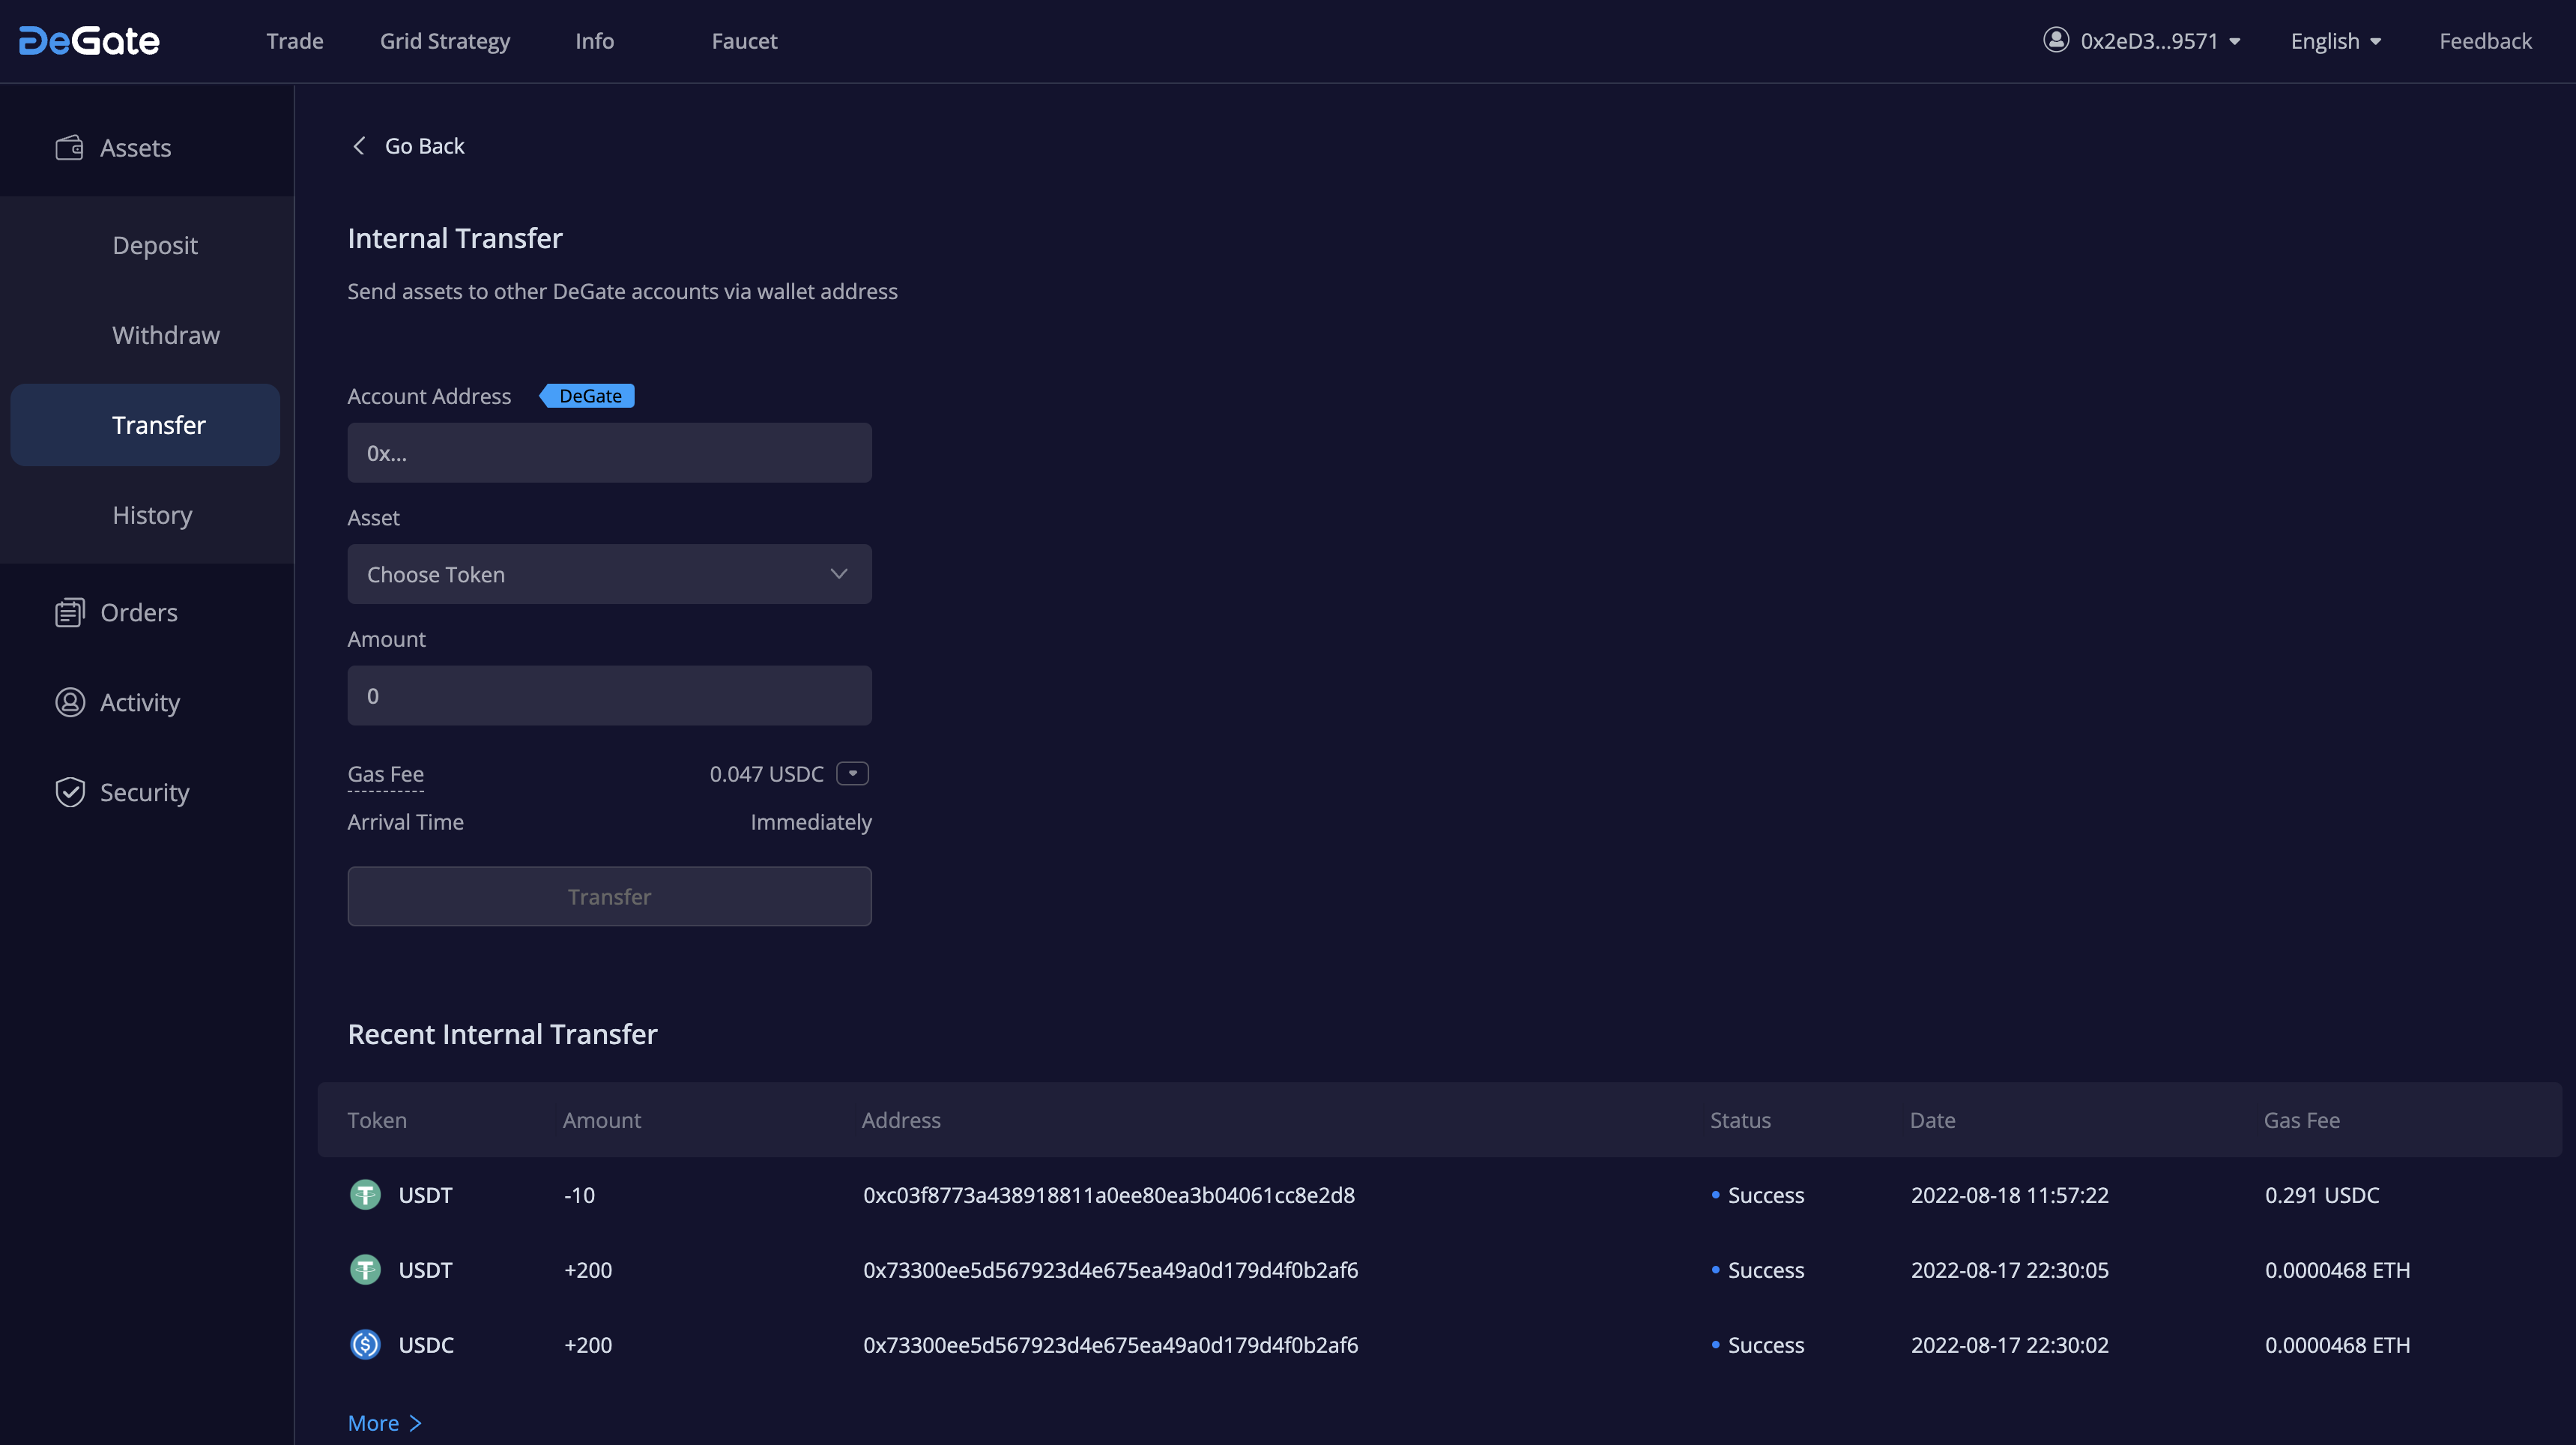 DeGate Trade Grid Strategy Info Faucet 0x2eD3...9571 English Feedback
Assets
Deposit
Withdraw
Transfer
History
Orders
Activity
Security
Go Back
Internal Transfer
Send assets to other DeGate accounts via wallet address
Account Address DeGate
0x...
Asset
Choose Token
Amount
0
Gas Fee 0.047 USDC
Arrival Time Immediately
Transfer
Recent Internal Transfer
Token Amount Address Status Date Gas Fee
USDT -10 0xc03f8773a438918811a0ee80ea3b04061cc8e2d8 Success 2022-08-18 11:57:22 0.291 USDC
USDT +200 0x73300ee5d567923d4e675ea49a0d179d4f0b2af6 Success 2022-08-17 22:30:05 0.0000468 ETH
USDC +200 0x73300ee5d567923d4e675ea49a0d179d4f0b2af6 Success 2022-08-17 22:30:02 0.0000468 ETH
More